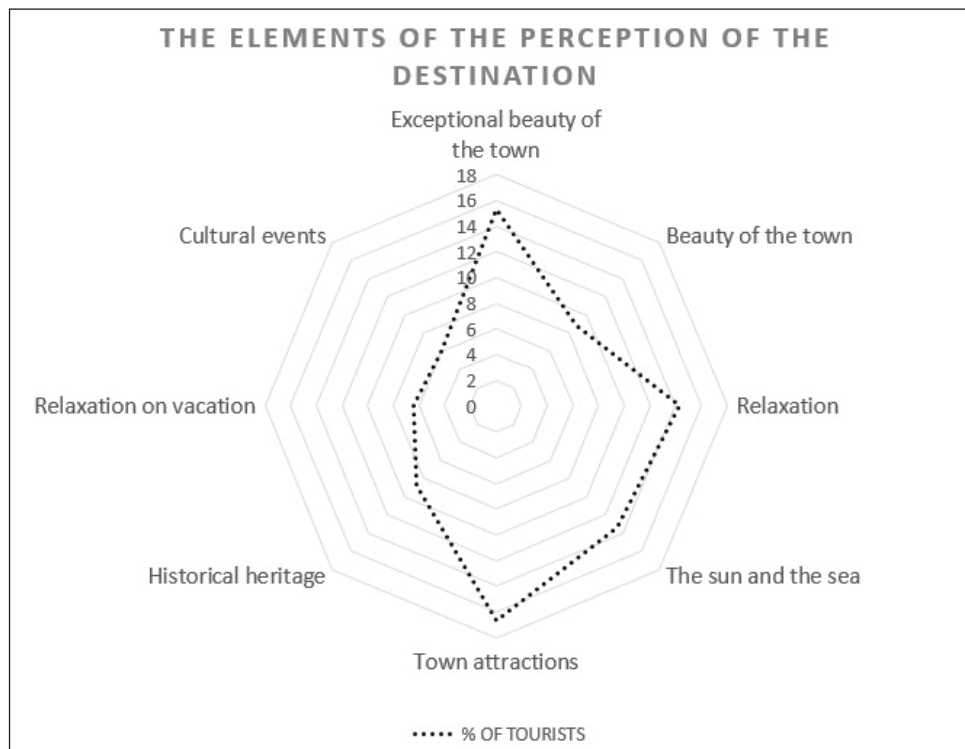 THE ELEMENTS OF THE PERCEPTION OF THE
DESTINATION
Exceptional beauty of
the town
18
16
14
12
10
8
6
4
2
0
Cultural events
Beauty of the town
Relaxation on vacation
Relaxation
Historical heritage
The sun and the sea
Town attractions
% OF TOURISTS